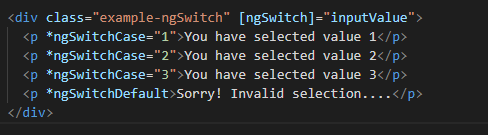 <div class="example-ngSwitch" [ngSwitch]="inputValue">
<p *ngSwitchCase="1">You have selected value 1</p>
<p *ngSwitchCase="2">You have selected value 2</p>
<p *ngSwitchCase="3">You have selected value 3</p>
<p *ngSwitchDefault>Sorry! Invalid selection....</p>
</div>